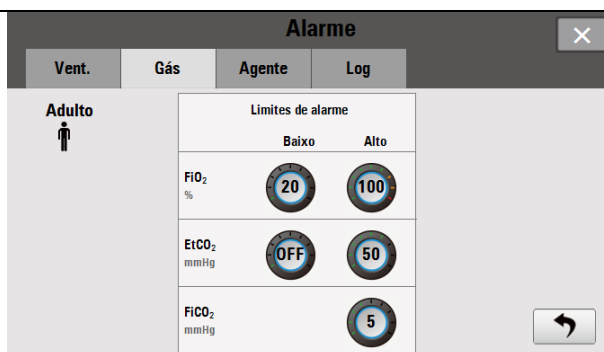 Alarme
Vent. Gás Agente Log
Adulto
Limites de alarme
Baixo Alto
FiO₂ 20 100
%
EtCO₂ OFF 50
mmHg
FiCO₂ 5
mmHg